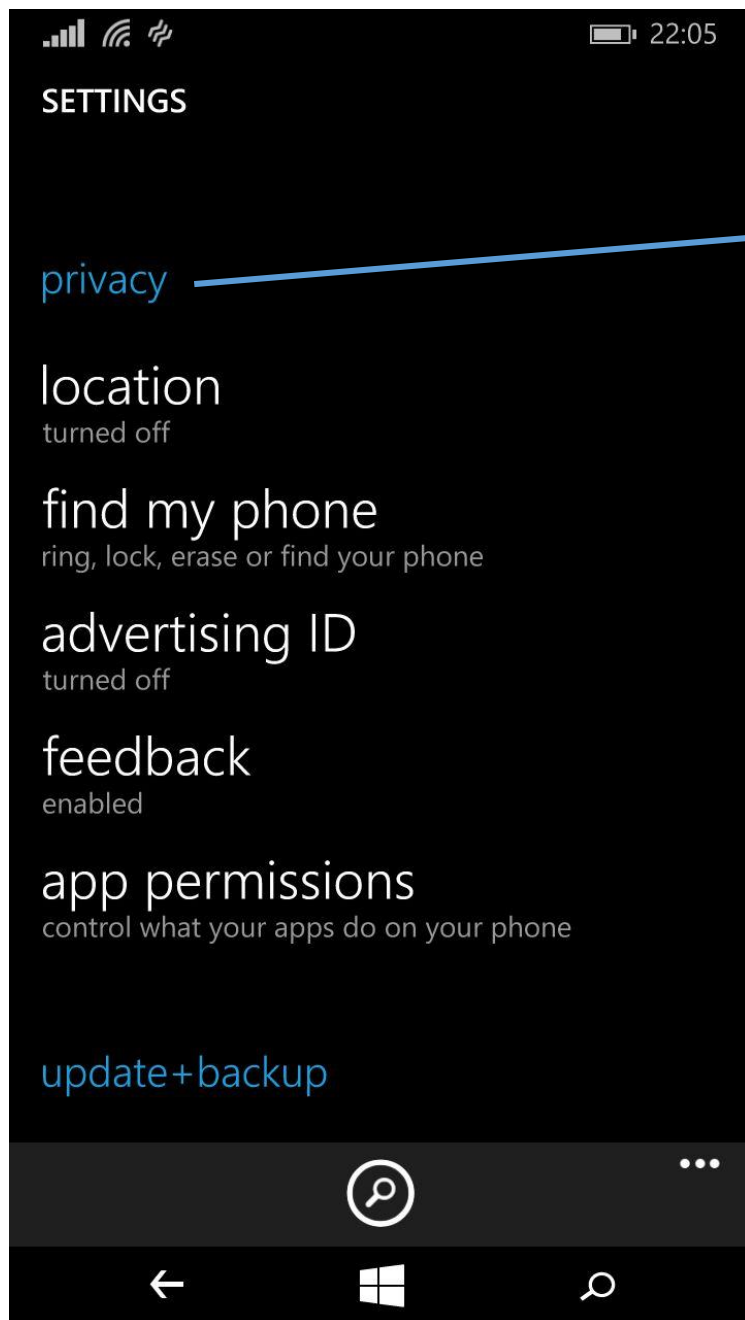 22:05
SETTINGS
privacy
location
turned off
find my phone
ring, lock, erase or find your phone
advertising ID
turned off
feedback
enabled
app permissions
control what your apps do on your phone
update+backup